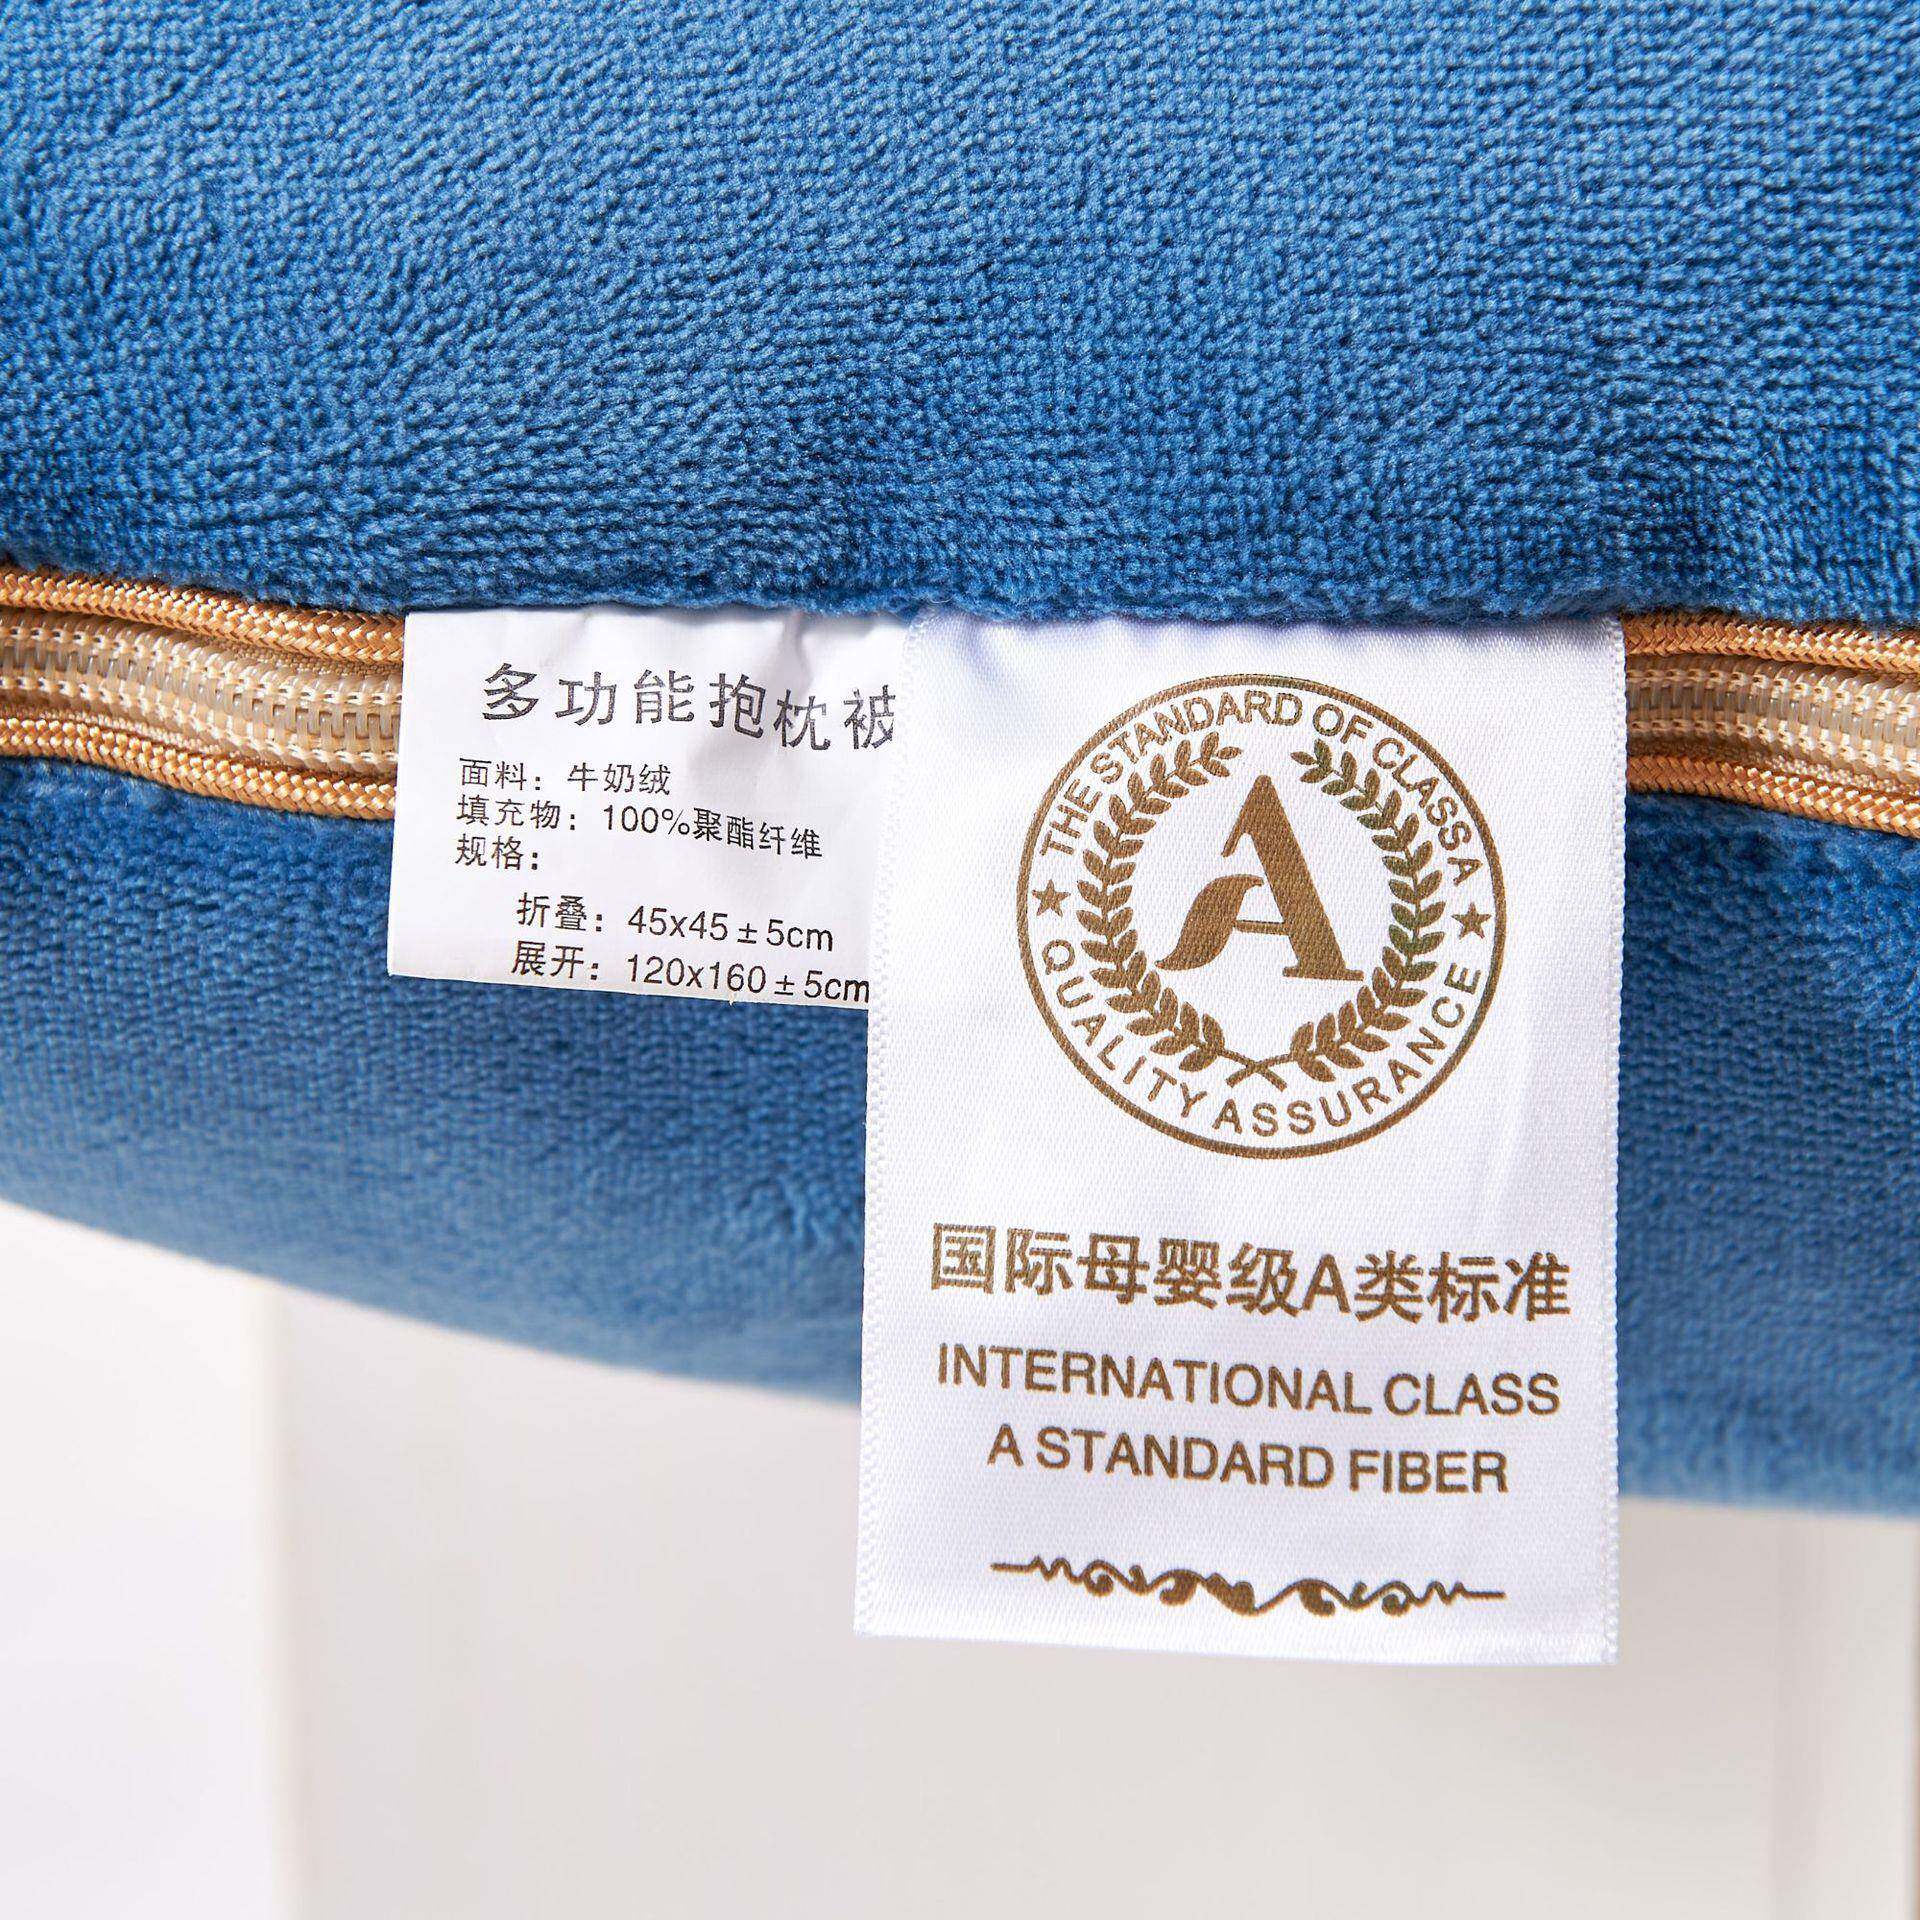 多功能抱枕被
面料：牛奶绒
填充物：100%聚酯纤维
规格：
折叠：45x45±5cm
展开：120x160±5cm
THE STANDARD OF CLASSA
A
★ QUALITY ASSURANCE ★
国际母婴级A类标准
INTERNATIONAL CLASS
A STANDARD FIBER